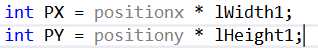 int PX = positionx * lWidth1;
int PY = positiony * lHeight1;